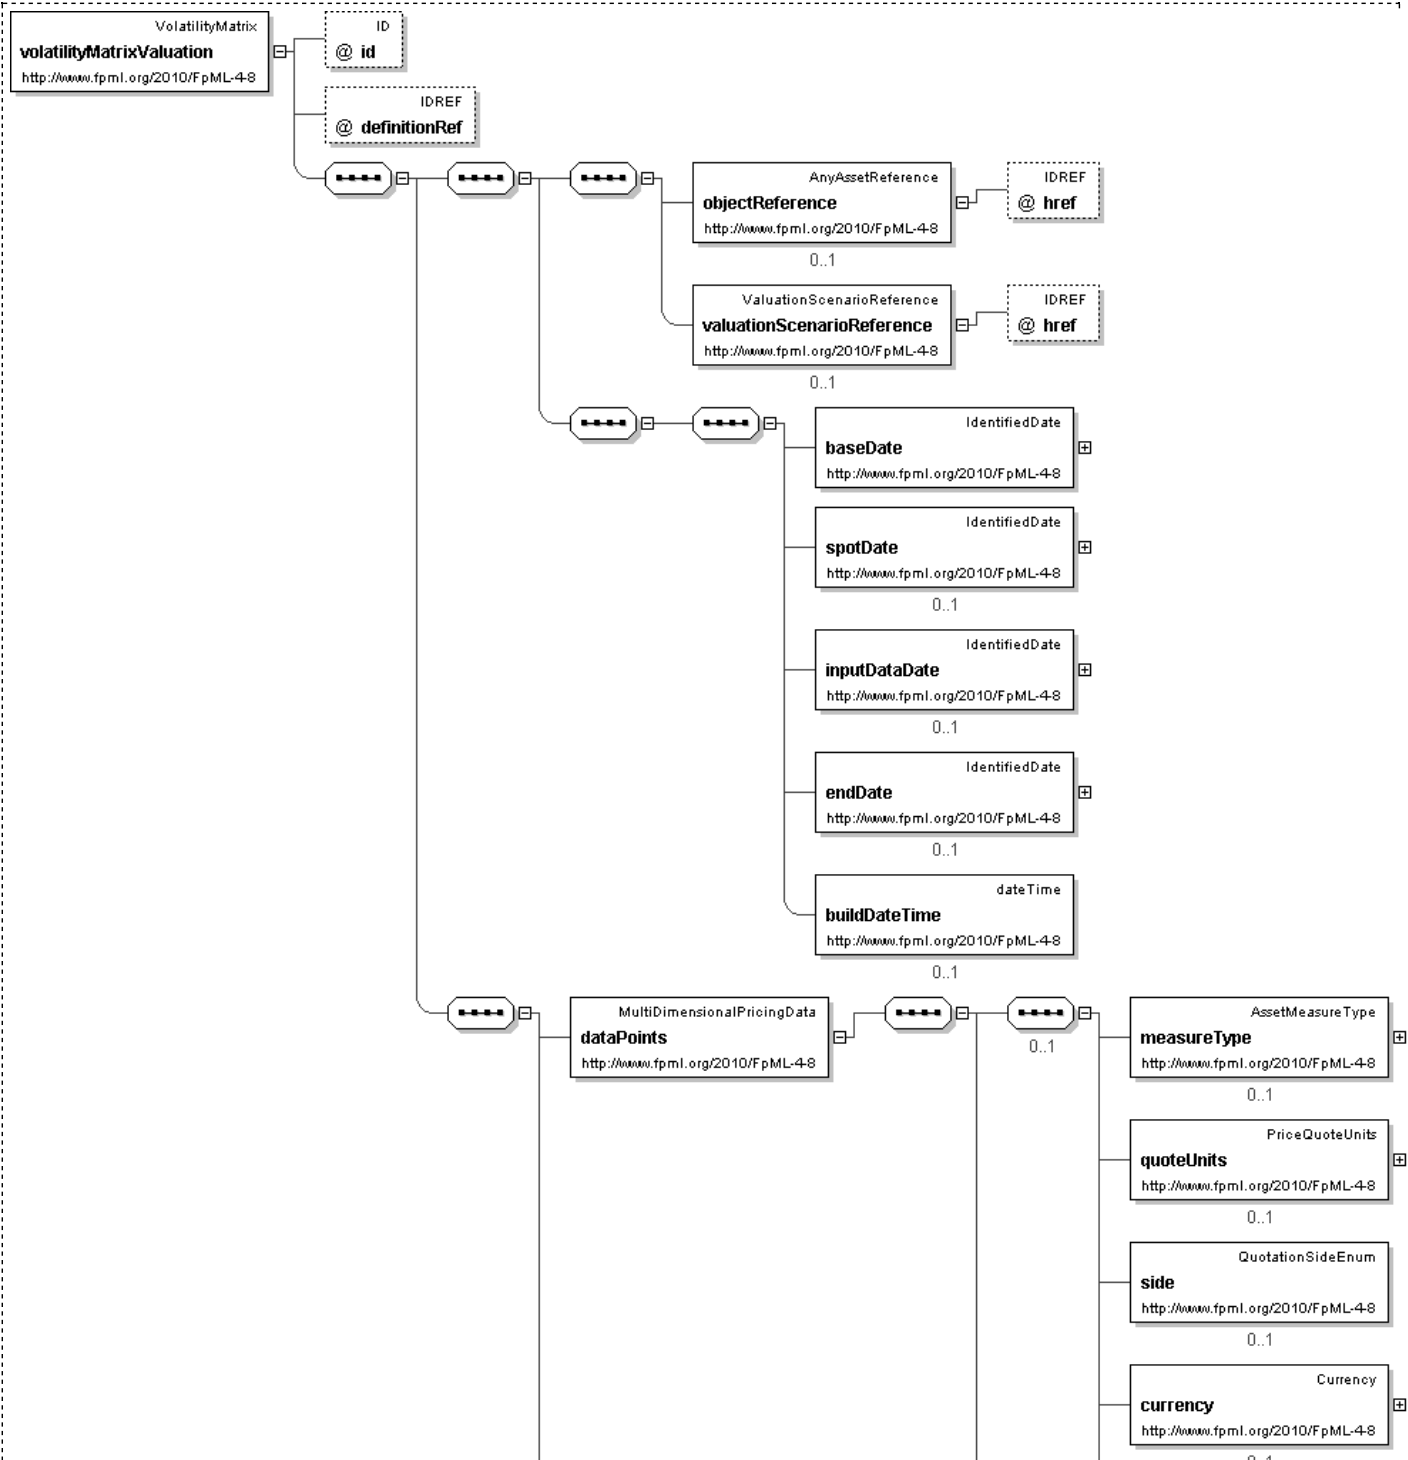 VolatilityMatrix
volatilityMatrixValuation
http://www.fpml.org/2010/FpML-4-8
ID
@ id
IDREF
@ definitionRef
AnyAssetReference
objectReference
http://www.fpml.org/2010/FpML-4-8
0..1
IDREF
@ href
ValuationScenarioReference
valuationScenarioReference
http://www.fpml.org/2010/FpML-4-8
0..1
IDREF
@ href
IdentifiedDate
baseDate
http://www.fpml.org/2010/FpML-4-8
IdentifiedDate
spotDate
http://www.fpml.org/2010/FpML-4-8
0..1
IdentifiedDate
inputDataDate
http://www.fpml.org/2010/FpML-4-8
0..1
IdentifiedDate
endDate
http://www.fpml.org/2010/FpML-4-8
0..1
dateTime
buildDateTime
http://www.fpml.org/2010/FpML-4-8
0..1
MultiDimensionalPricingData
dataPoints
http://www.fpml.org/2010/FpML-4-8
0..1
AssetMeasureType
measureType
http://www.fpml.org/2010/FpML-4-8
0..1
PriceQuoteUnits
quoteUnits
http://www.fpml.org/2010/FpML-4-8
0..1
QuotationSideEnum
side
http://www.fpml.org/2010/FpML-4-8
0..1
Currency
currency
http://www.fpml.org/2010/FpML-4-8
0..1